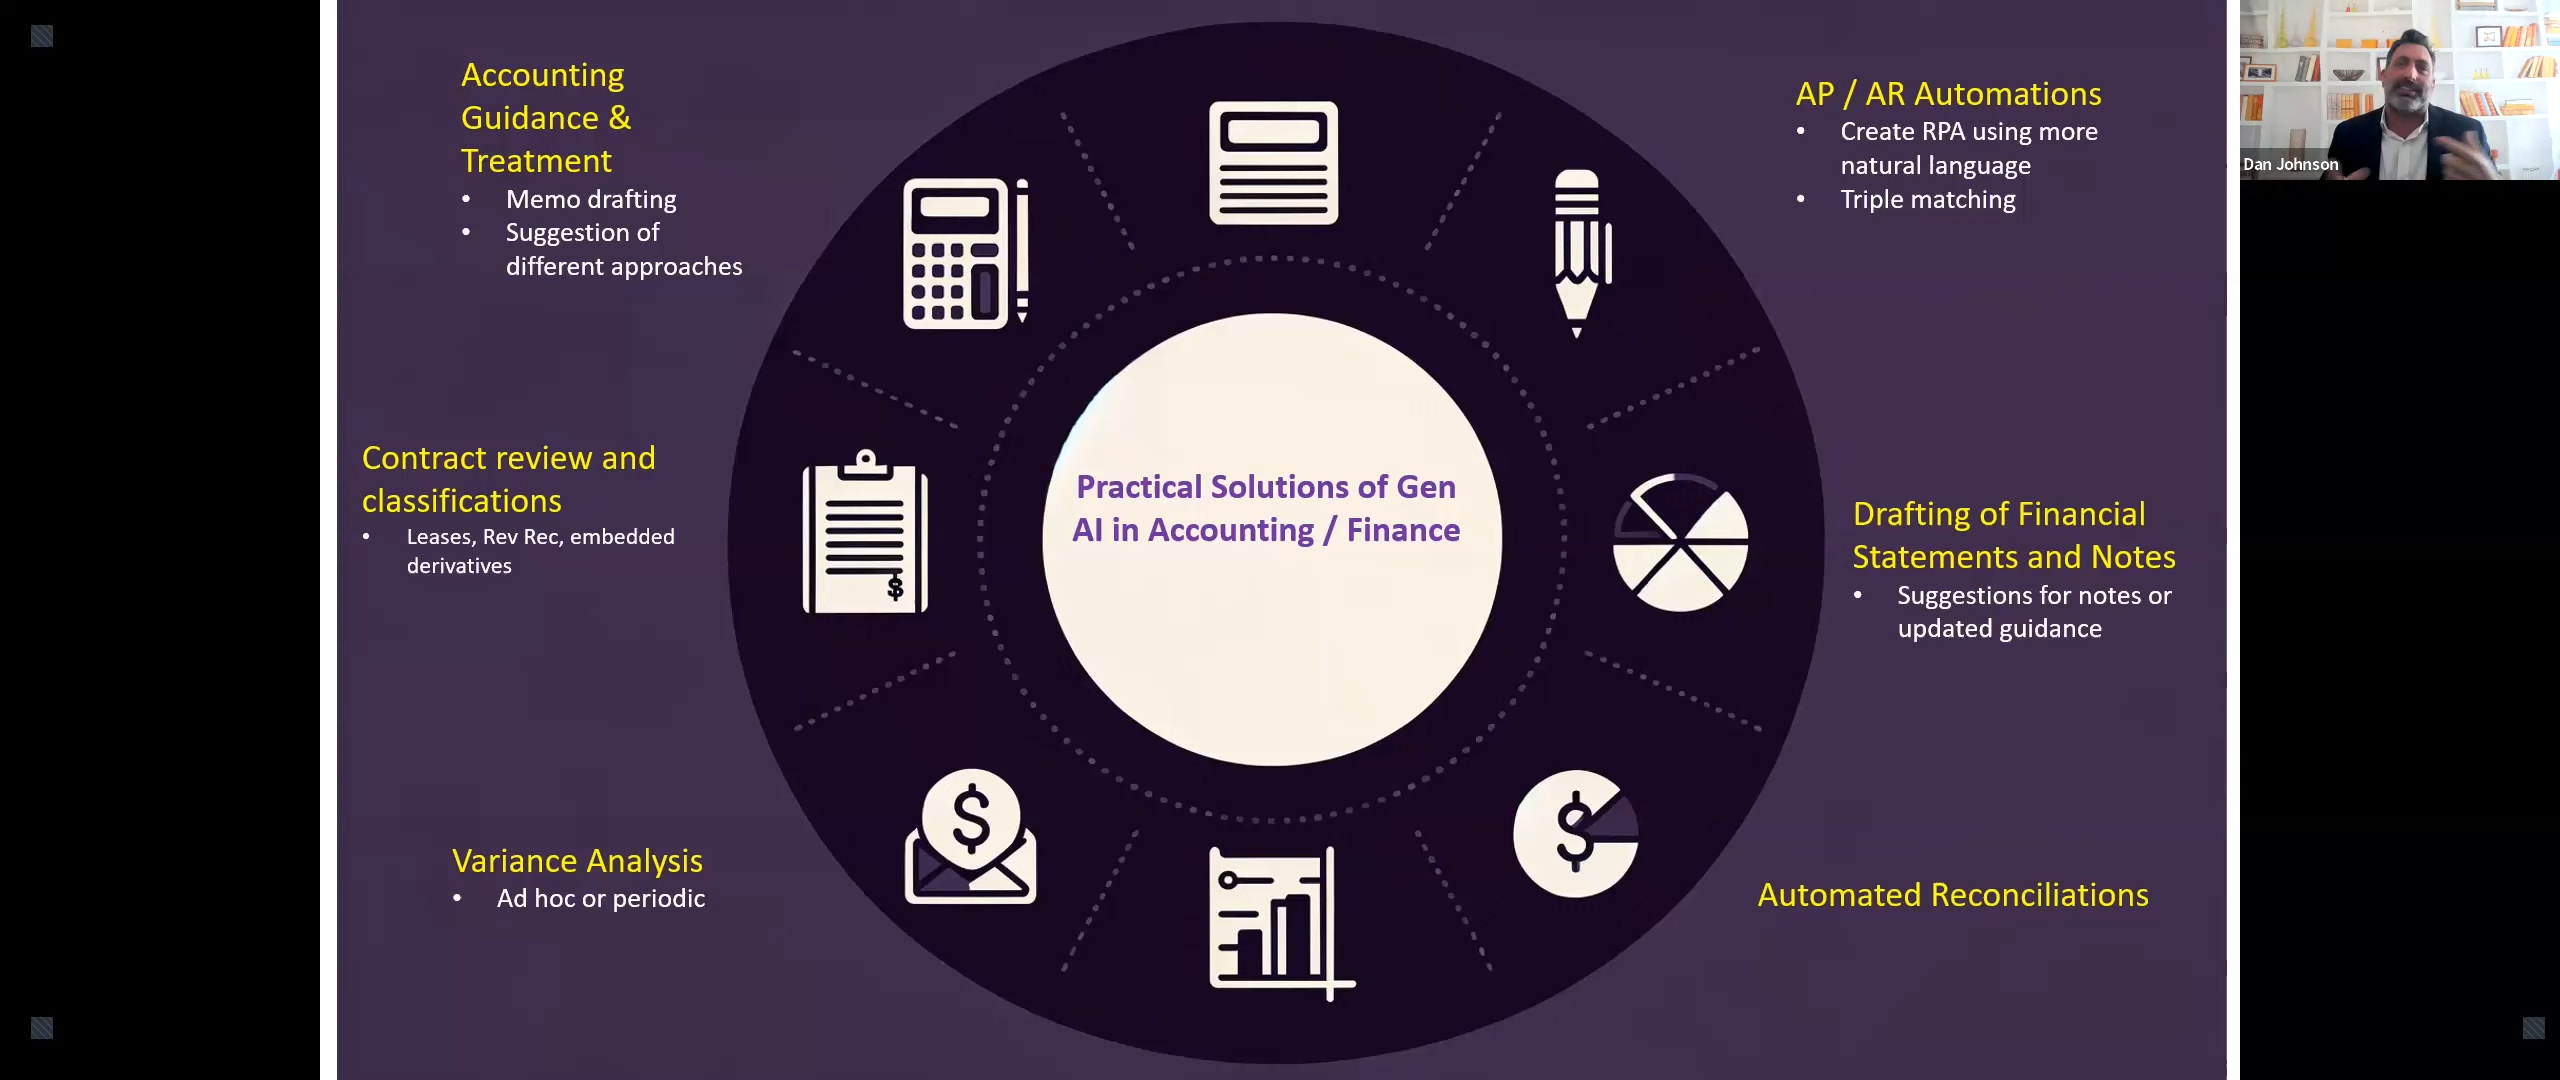 Accounting
Guidance &
Treatment
• Memo drafting
• Suggestion of
different approaches
Contract review and
classifications
• Leases, Rev Rec, embedded
derivatives
Variance Analysis
• Ad hoc or periodic
$
$
$
Practical Solutions of Gen
AI in Accounting / Finance
AP / AR Automations
• Create RPA using more
natural language
• Triple matching
Drafting of Financial
Statements and Notes
• Suggestions for notes or
updated guidance
Automated Reconciliations
Dan Johnson